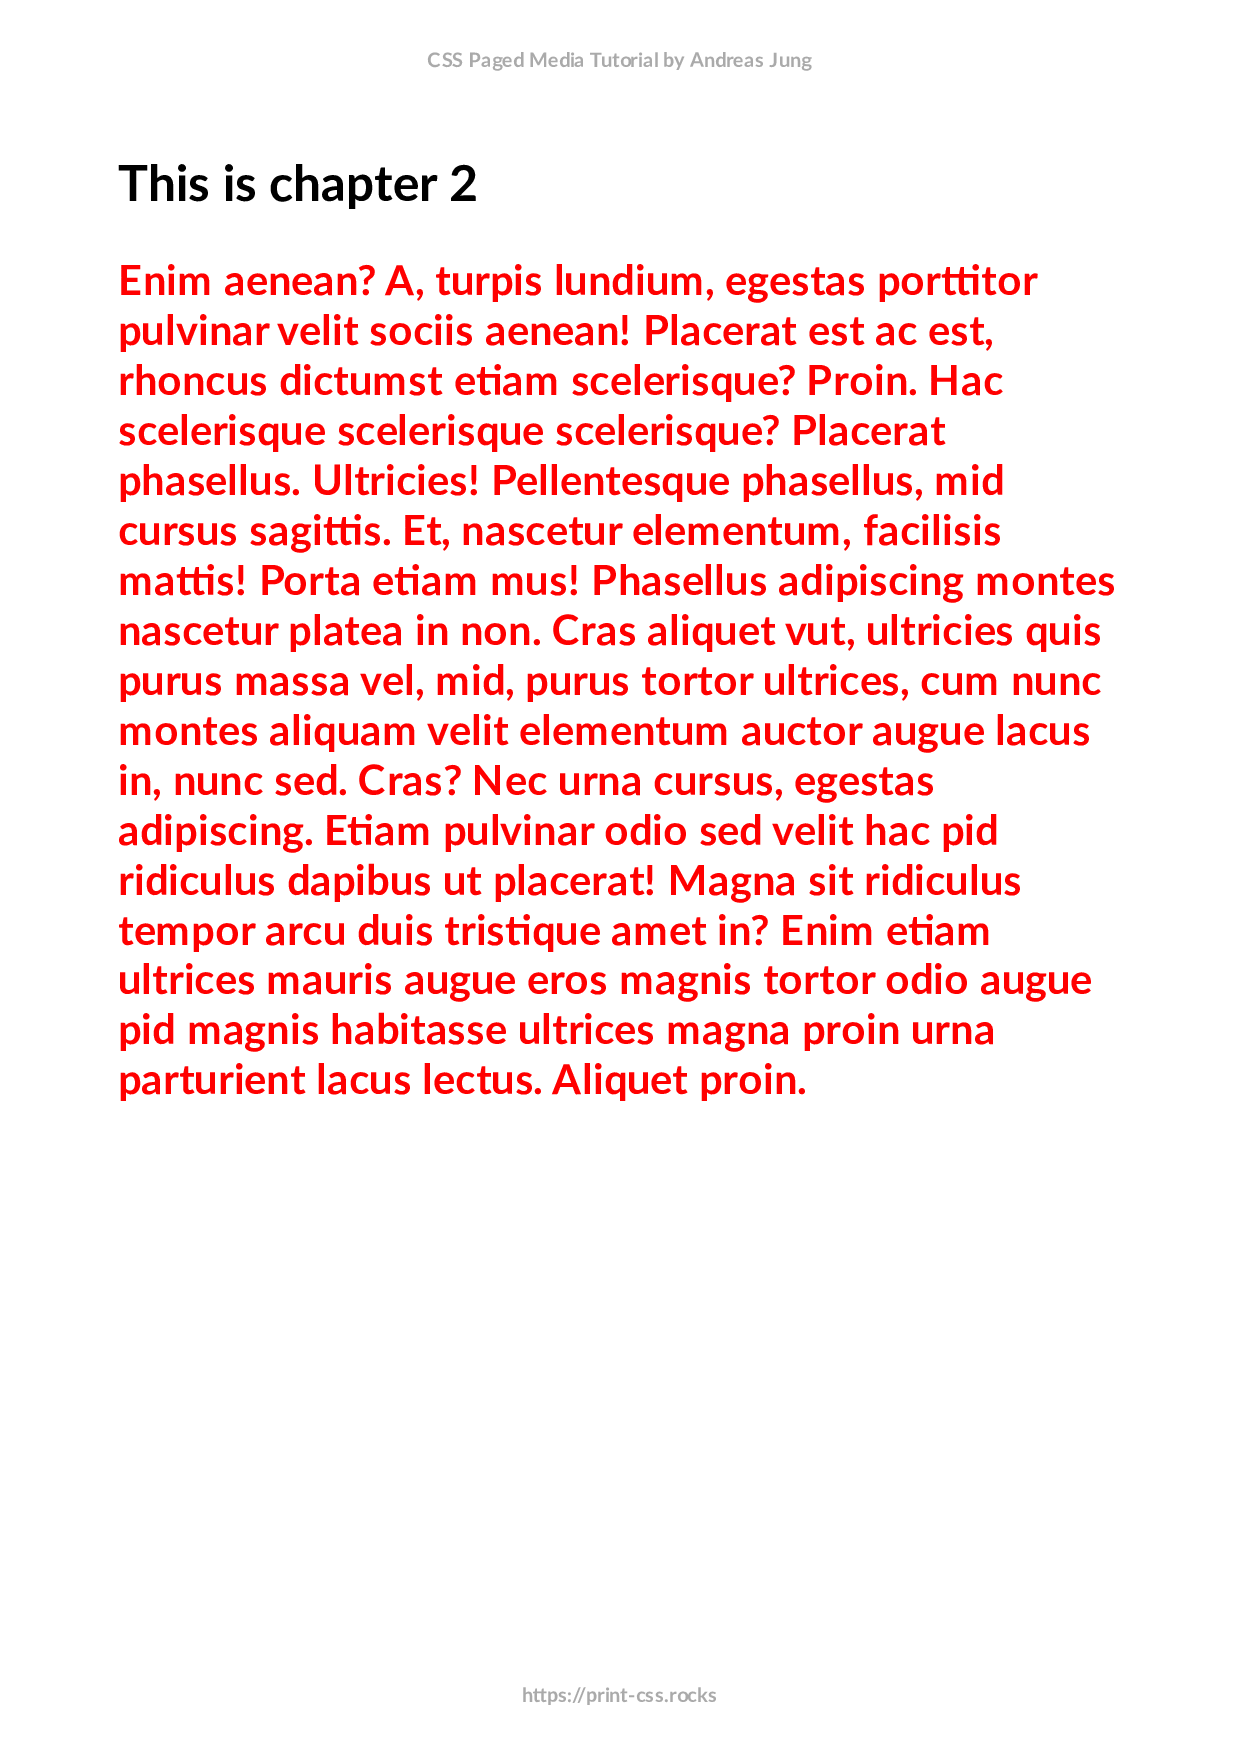 CSS Paged Media Tutorial by Andreas Jung
This is chapter 2
Enim aenean? A, turpis lundium, egestas porttitor
pulvinar velit sociis aenean! Placerat est ac est,
rhoncus dictumst etiam scelerisque? Proin. Hac
scelerisque scelerisque scelerisque? Placerat
phasellus. Ultricies! Pellentesque phasellus, mid
cursus sagittis. Et, nascetur elementum, facilisis
mattis! Porta etiam mus! Phasellus adipiscing montes
nascetur platea in non. Cras aliquet vut, ultricies quis
purus massa vel, mid, purus tortor ultrices, cum nunc
montes aliquam velit elementum auctor augue lacus
in, nunc sed. Cras? Nec urna cursus, egestas
adipiscing. Etiam pulvinar odio sed velit hac pid
ridiculus dapibus ut placerat! Magna sit ridiculus
tempor arcu duis tristique amet in? Enim etiam
ultrices mauris augue eros magnis tortor odio augue
pid magnis habitasse ultrices magna proin urna
parturient lacus lectus. Aliquet proin.
https://print-css.rocks